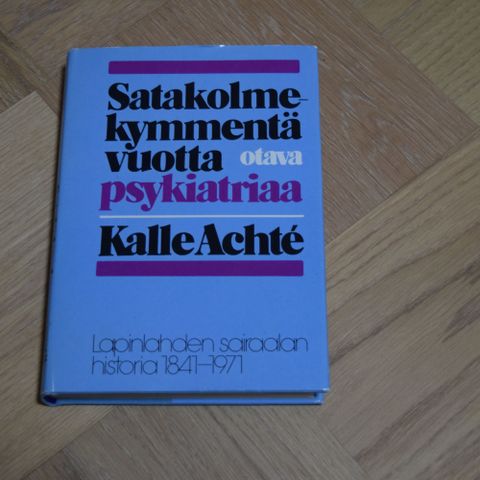 Satakolme-
kymmentä
vuotta otava
psykiatriaa
Kalle Achté
Lapinlahden sairaalan
historia 1841–1971